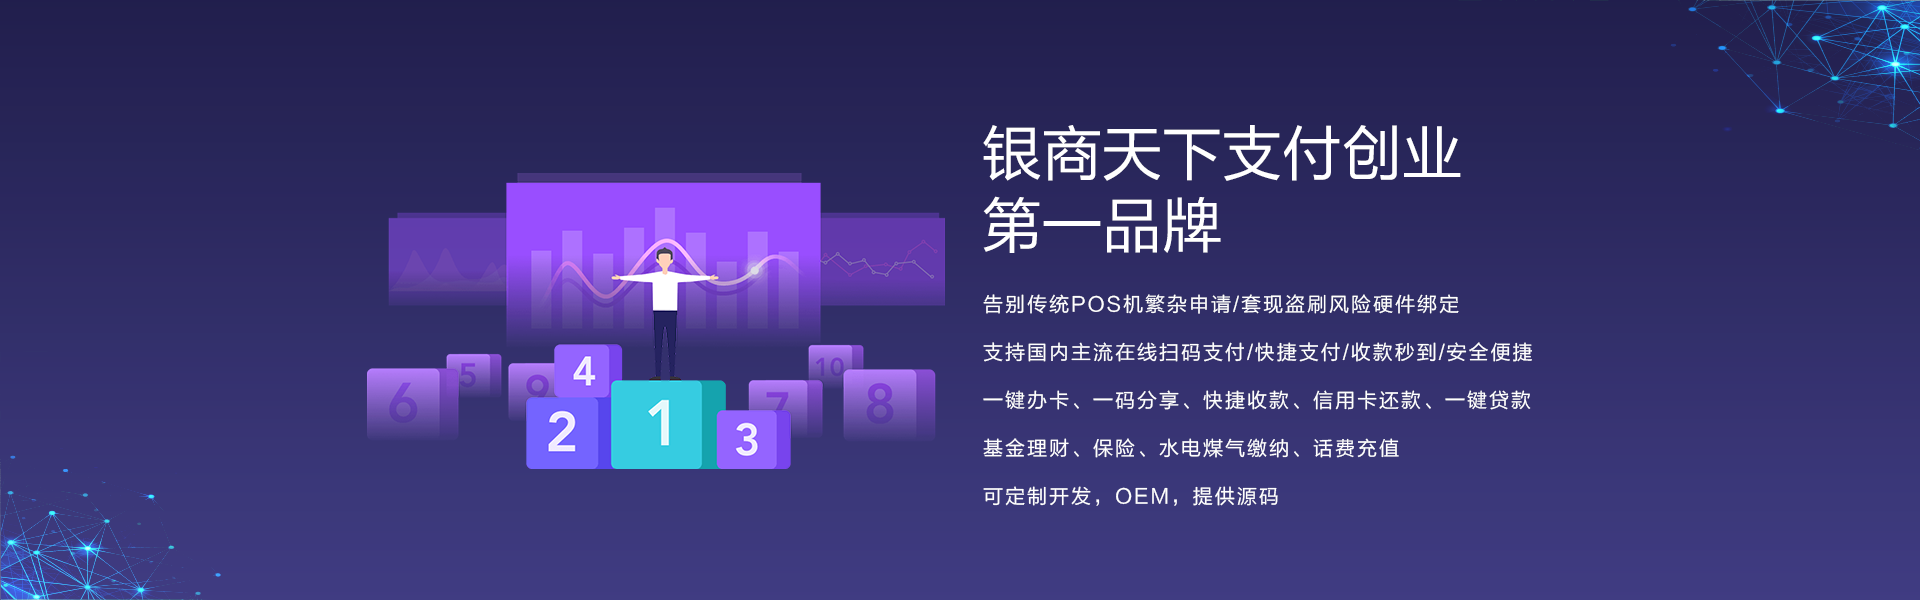 银商天下支付创业
第一品牌
告别传统POS机繁杂申请/套现盗刷风险硬件绑定
支持国内主流在线扫码支付/快捷支付/收款秒到/安全便捷
一键办卡、一码分享、快捷收款、信用卡还款、一键贷款
基金理财、保险、水电煤气缴纳、话费充值
可定制开发，OEM，提供源码
6
5
9
4
2
1
3
7
10
8